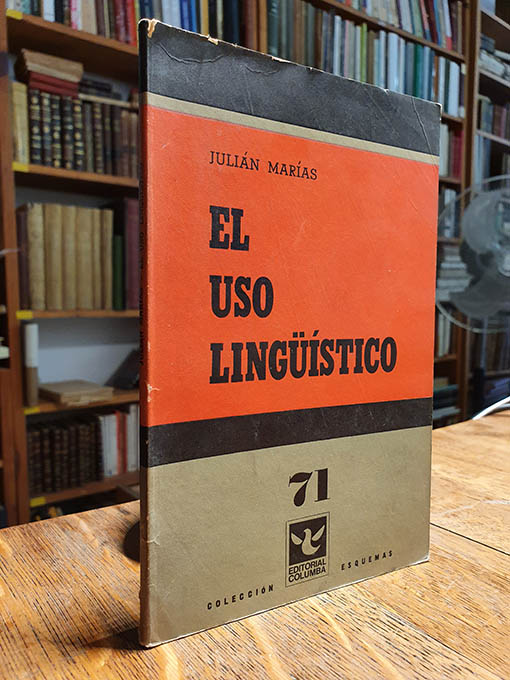 JULIÁN MARÍAS
EL
USO
LINGÜÍSTICO
71
EDITORIAL
COLUMBA
COLECCIÓN ESQUEMAS